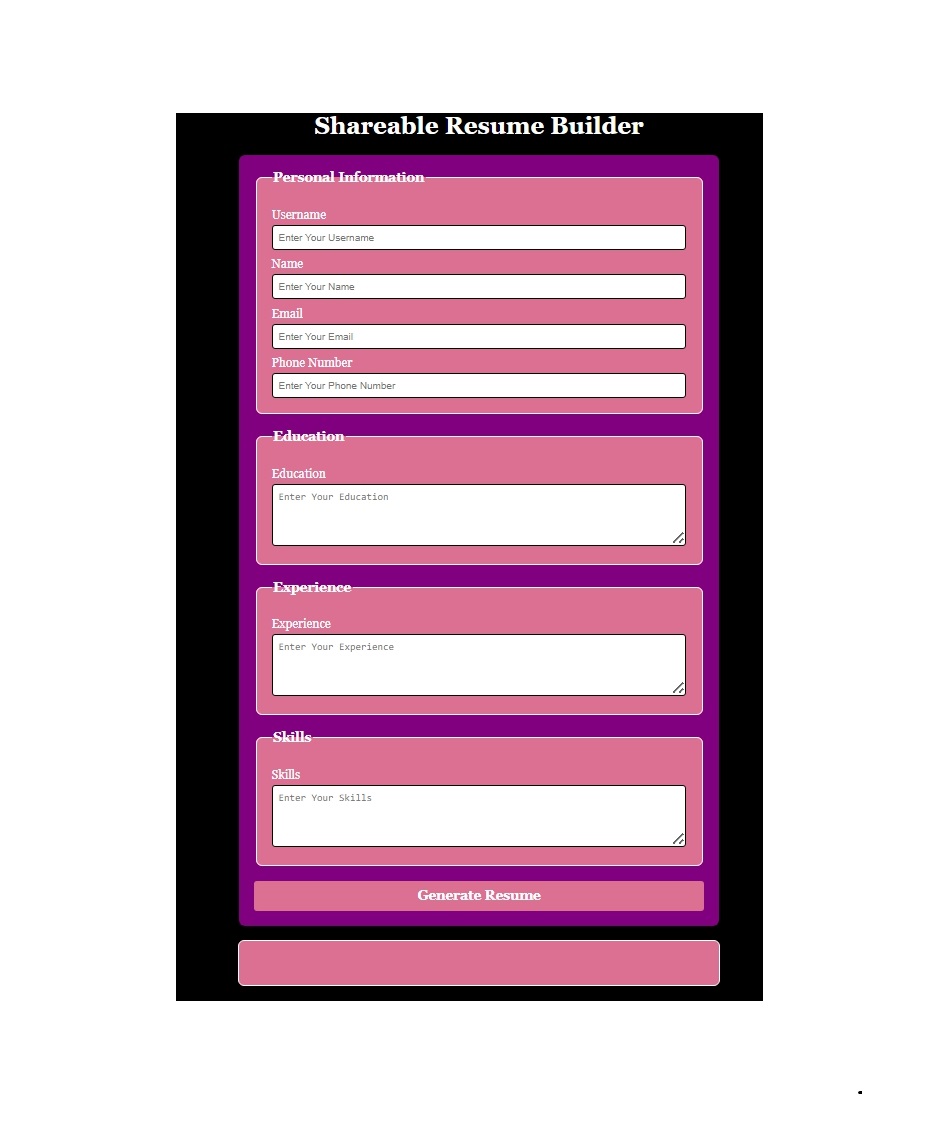 Shareable Resume Builder
Personal Information
Username
Enter Your Username
Name
Enter Your Name
Email
Enter Your Email
Phone Number
Enter Your Phone Number
Education
Education
Enter Your Education
Experience
Experience
Enter Your Experience
Skills
Skills
Enter Your Skills
Generate Resume